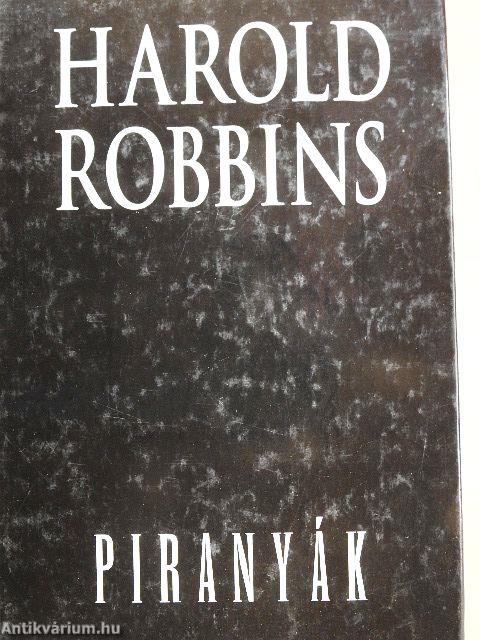 HAROLD
ROBBINS
PIRANYÁK
Antikvárium.hu